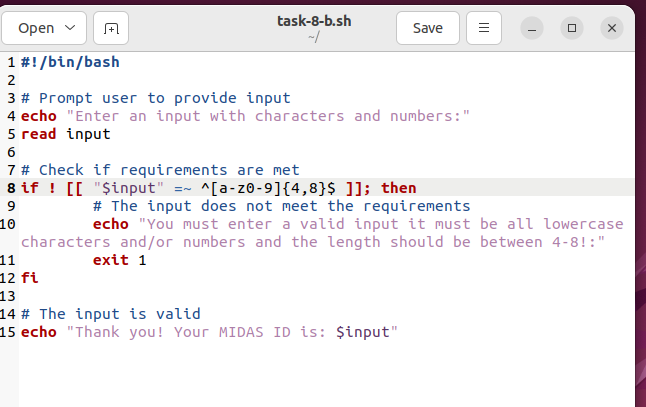 Open
task-8-b.sh
~/
Save
1 #!/bin/bash
2
3 # Prompt user to provide input
4 echo "Enter an input with characters and numbers:"
5 read input
6
7 # Check if requirements are met
8 if ! [[ "$input" =~ ^[a-z0-9]{4,8}$ ]]; then
9         # The input does not meet the requirements
10         echo "You must enter a valid input it must be all lowercase
characters and/or numbers and the length should be between 4-8!:"
11         exit 1
12 fi
13
14 # The input is valid
15 echo "Thank you! Your MIDAS ID is: $input"